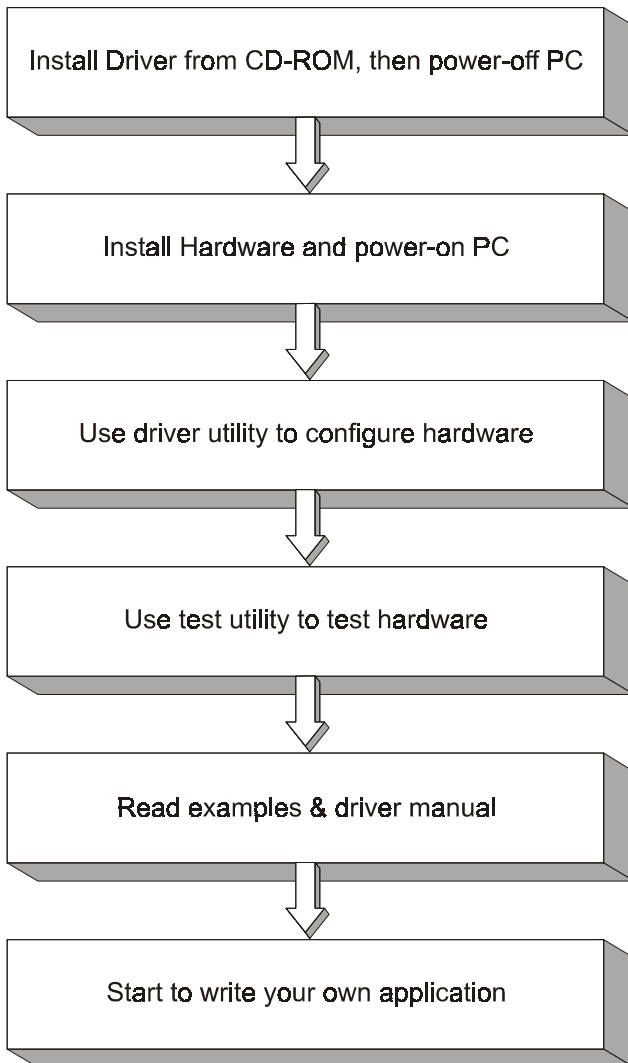 Install Driver from CD-ROM, then power-off PC
Install Hardware and power-on PC
Use driver utility to configure hardware
Use test utility to test hardware
Read examples & driver manual
Start to write your own application